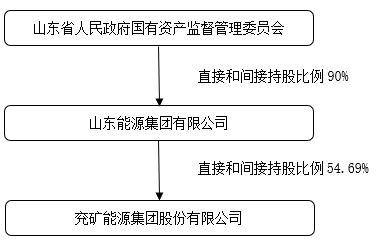 山东省人民政府国有资产监督管理委员会
直接和间接持股比例 90%
山东能源集团有限公司
直接和间接持股比例 54.69%
兖矿能源集团股份有限公司